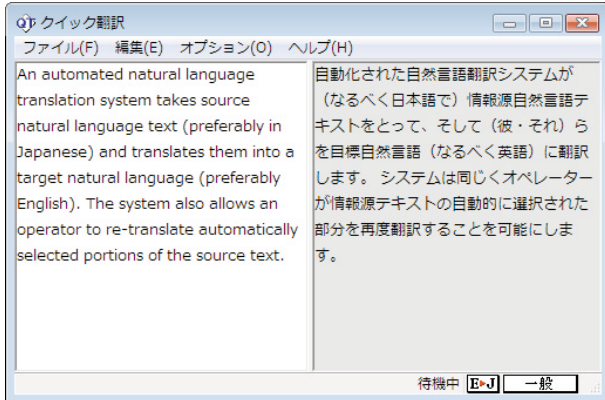 クイック翻訳
ファイル(F) 編集(E) オプション(O) ヘルプ(H)
An automated natural language
translation system takes source
natural language text (preferably in
Japanese) and translates them into a
target natural language (preferably
English). The system also allows an
operator to re-translate automatically
selected portions of the source text.
自動化された自然言語翻訳システムが
（なるべく日本語で）情報源自然言語テ
キストをとって、そして（彼・それ）ら
を目標自然言語（なるべく英語）に翻訳
します。 システムは同じくオペレーター
が情報源テキストの自動的に選択された
部分を再度翻訳することを可能にしま
す。
待機中 E▸J 一般